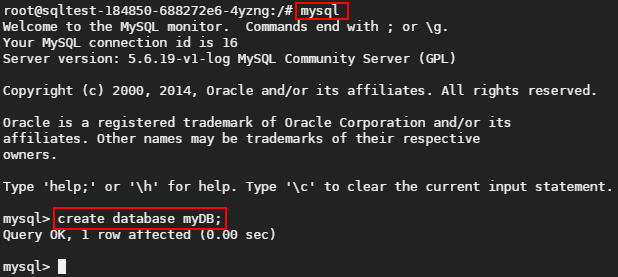 root@sqltest-184850-688272e6-4yzng:/# mysql
Welcome to the MySQL monitor.  Commands end with ; or \g.
Your MySQL connection id is 16
Server version: 5.6.19-v1-log MySQL Community Server (GPL)
Copyright (c) 2000, 2014, Oracle and/or its affiliates. All rights reserved.
Oracle is a registered trademark of Oracle Corporation and/or its
affiliates. Other names may be trademarks of their respective
owners.
Type 'help;' or '\h' for help. Type '\c' to clear the current input statement.
mysql> create database myDB;
Query OK, 1 row affected (0.00 sec)
mysql>